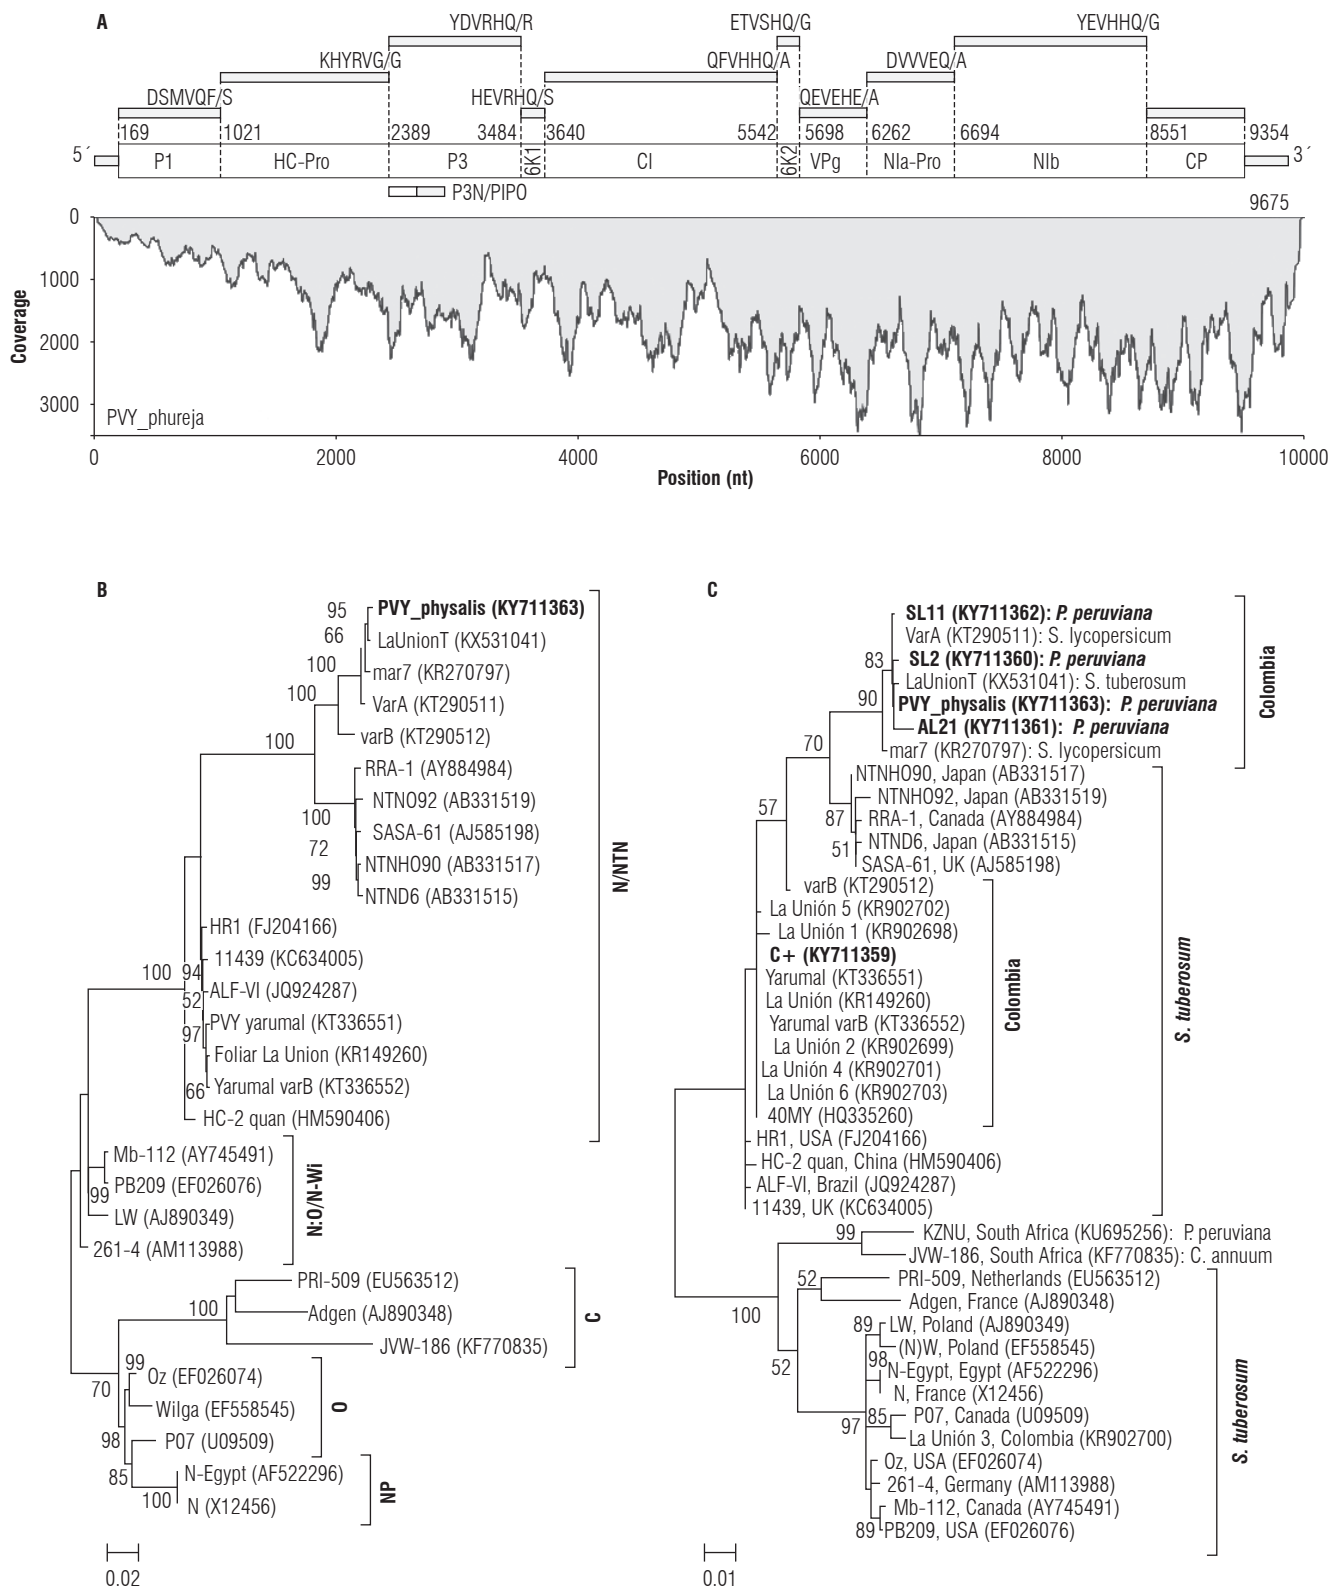 A
YDVRHQ/R
ETVSHQ/G
YEVHHQ/G
KHYRVG/G
QFVHHQ/A
DVVVEQ/A
DSMVQF/S
HEVRHQ/S
QEVEHE/A
169
1021
2389
3484
3640
5542
5698
6262
6694
8551
9354
5´
P1
HC-Pro
P3
6K1
CI
6K2
VPg
NIa-Pro
NIb
CP
3´
P3N/PIPO
9675
0
1000
2000
3000
Coverage
PVY_phureja
0
2000
4000
6000
8000
10000
Position (nt)
B
95
PVY_physalis (KY711363)
66
LaUnionT (KX531041)
100
mar7 (KR270797)
100
VarA (KT290511)
100
varB (KT290512)
RRA-1 (AY884984)
NTNO92 (AB331519)
100
SASA-61 (AJ585198)
72
NTNHO90 (AB331517)
99
NTND6 (AB331515)
N/NTN
HR1 (FJ204166)
11439 (KC634005)
100
94
ALF-VI (JQ924287)
52
PVY yarumal (KT336551)
97
Foliar La Union (KR149260)
Yarumal varB (KT336552)
66
HC-2 quan (HM590406)
Mb-112 (AY745491)
PB209 (EF026076)
99
LW (AJ890349)
261-4 (AM113988)
N:O/N-Wi
PRI-509 (EU563512)
100
Adgen (AJ890348)
JVW-186 (KF770835)
C
99
Oz (EF026074)
70
Wilga (EF558545)
O
98
P07 (U09509)
85
N-Egypt (AF522296)
100
N (X12456)
NP
0.02
C
SL11 (KY711362): P. peruviana
VarA (KT290511): S. lycopersicum
83
SL2 (KY711360): P. peruviana
LaUnionT (KX531041): S. tuberosum
90
PVY_physalis (KY711363): P. peruviana
AL21 (KY711361): P. peruviana
70
mar7 (KR270797): S. lycopersicum
Colombia
NTNHO90, Japan (AB331517)
NTNHO92, Japan (AB331519)
57
87
RRA-1, Canada (AY884984)
NTND6, Japan (AB331515)
51
SASA-61, UK (AJ585198)
varB (KT290512)
La Unión 5 (KR902702)
La Unión 1 (KR902698)
C+ (KY711359)
Yarumal (KT336551)
La Unión (KR149260)
Yarumal varB (KT336552)
La Unión 2 (KR902699)
La Unión 4 (KR902701)
La Unión 6 (KR902703)
40MY (HQ335260)
Colombia
HR1, USA (FJ204166)
HC-2 quan, China (HM590406)
ALF-VI, Brazil (JQ924287)
11439, UK (KC634005)
S. tuberosum
99
KZNU, South Africa (KU695256): P. peruviana
JVW-186, South Africa (KF770835): C. annuum
100
52
PRI-509, Netherlands (EU563512)
Adgen, France (AJ890348)
89
LW, Poland (AJ890349)
(N)W, Poland (EF558545)
52
98
N-Egypt, Egypt (AF522296)
N, France (X12456)
97
85
P07, Canada (U09509)
La Unión 3, Colombia (KR902700)
Oz, USA (EF026074)
261-4, Germany (AM113988)
Mb-112, Canada (AY745491)
89
PB209, USA (EF026076)
S. tuberosum
0.01